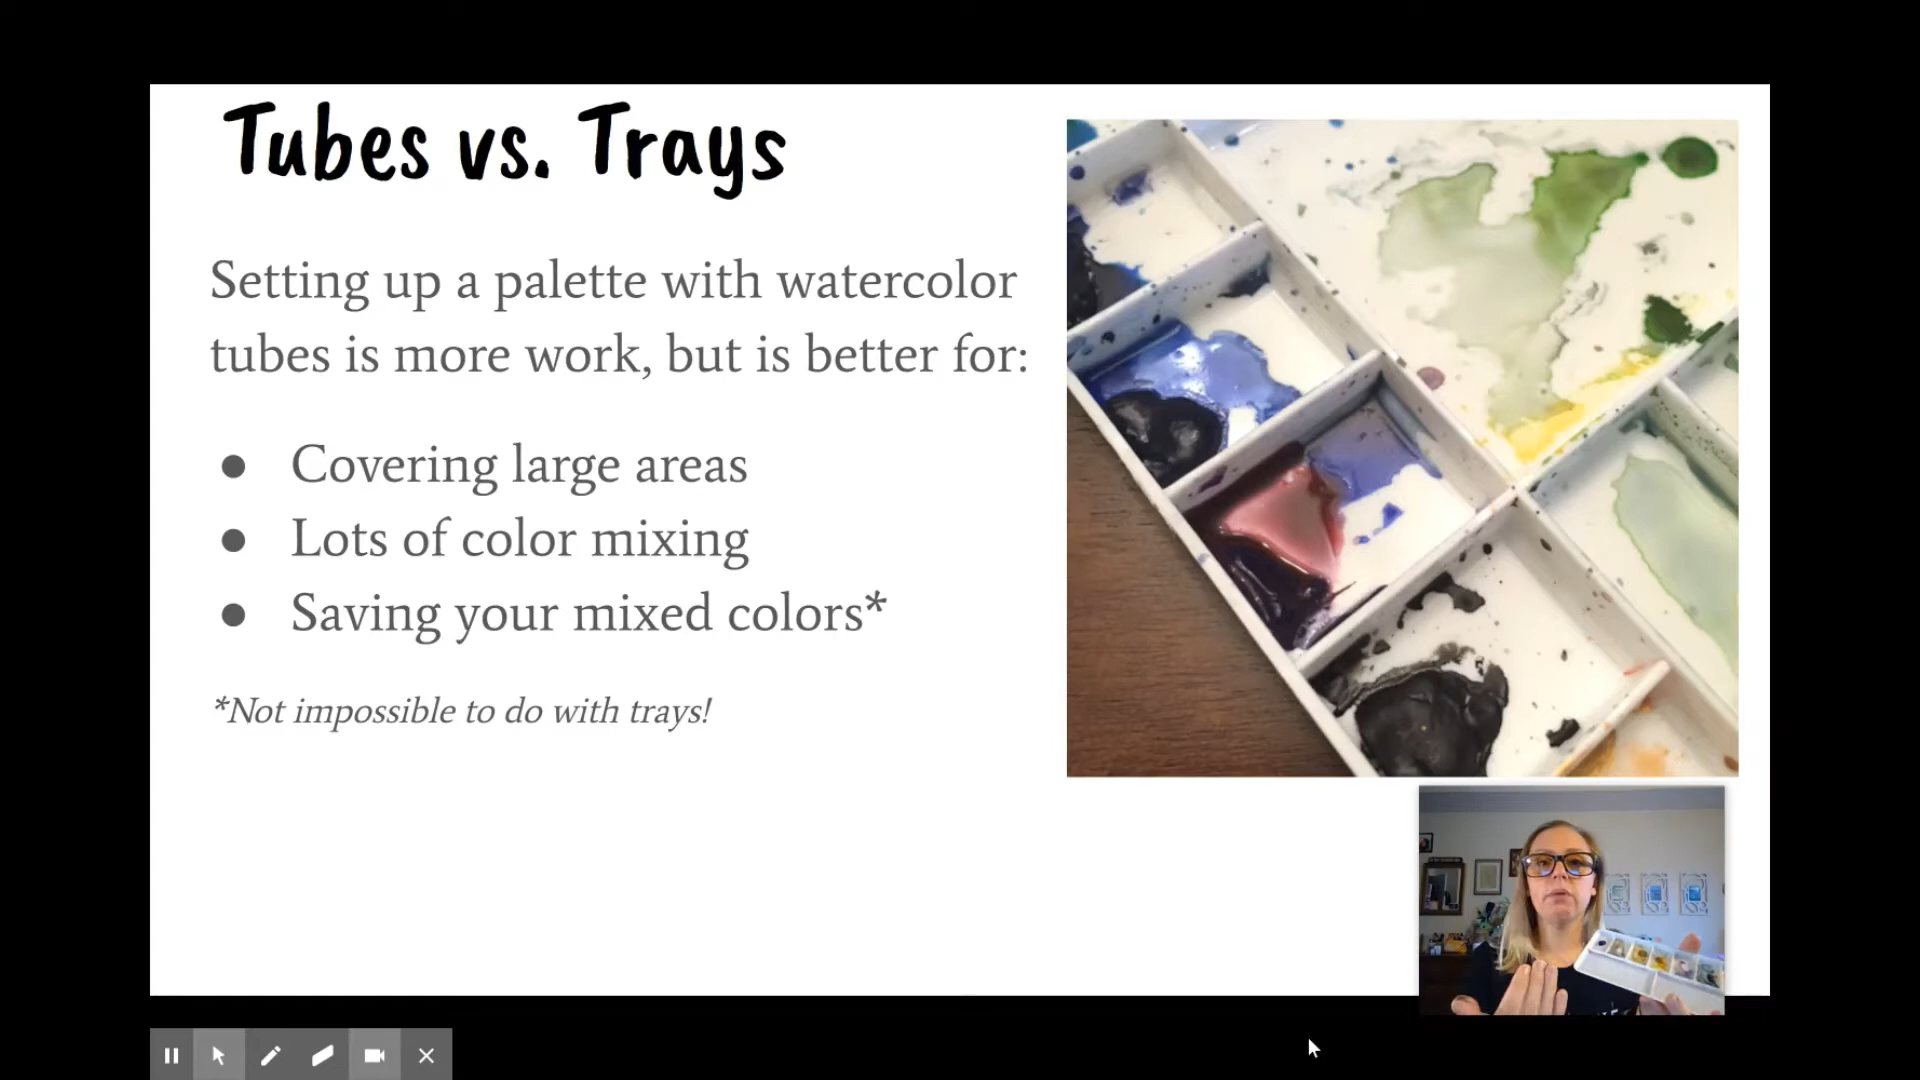 Tubes vs. Trays
Setting up a palette with watercolor
tubes is more work, but is better for:
● Covering large areas
● Lots of color mixing
● Saving your mixed colors*
*Not impossible to do with trays!